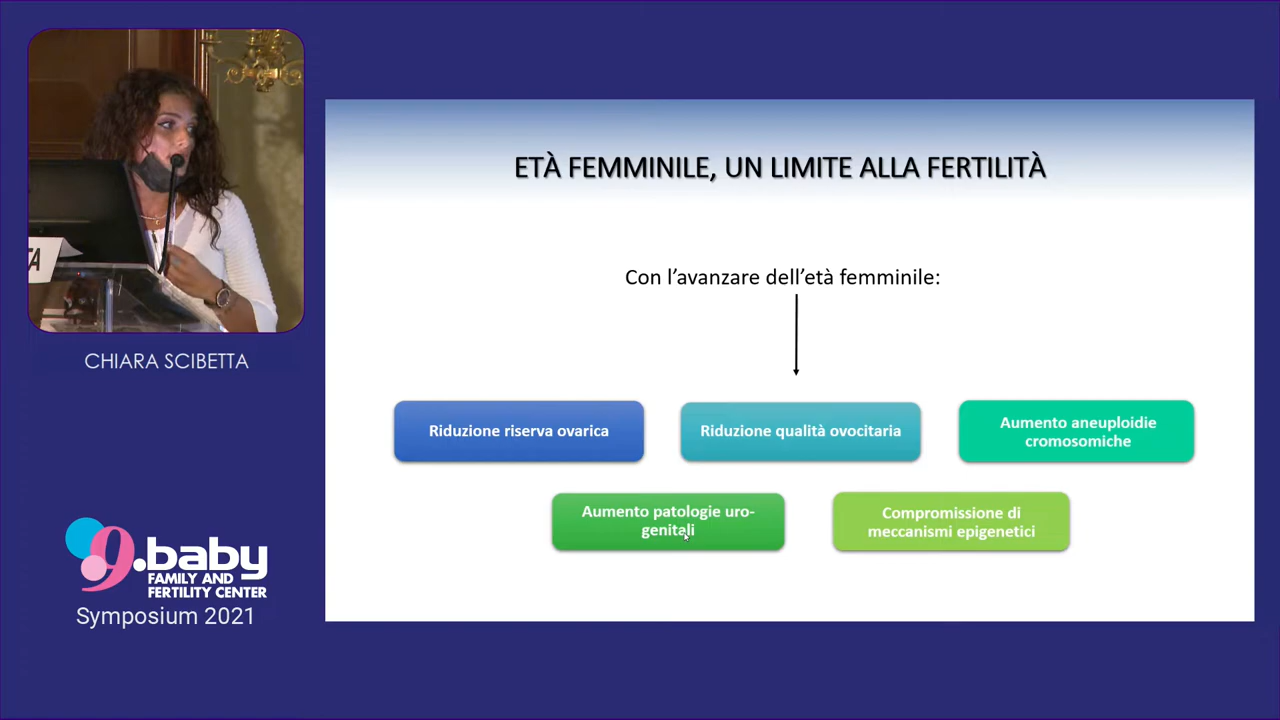 ETÀ FEMMINILE, UN LIMITE ALLA FERTILITÀ
Con l’avanzare dell’età femminile:
TA
CHIARA SCIBETTA
Riduzione riserva ovarica
Riduzione qualità ovocitaria
Aumento aneuploidie
cromosomiche
Aumento patologie uro-
genitali
Compromissione di
meccanismi epigenetici
9.baby
FAMILY AND
FERTILITY CENTER
Symposium 2021